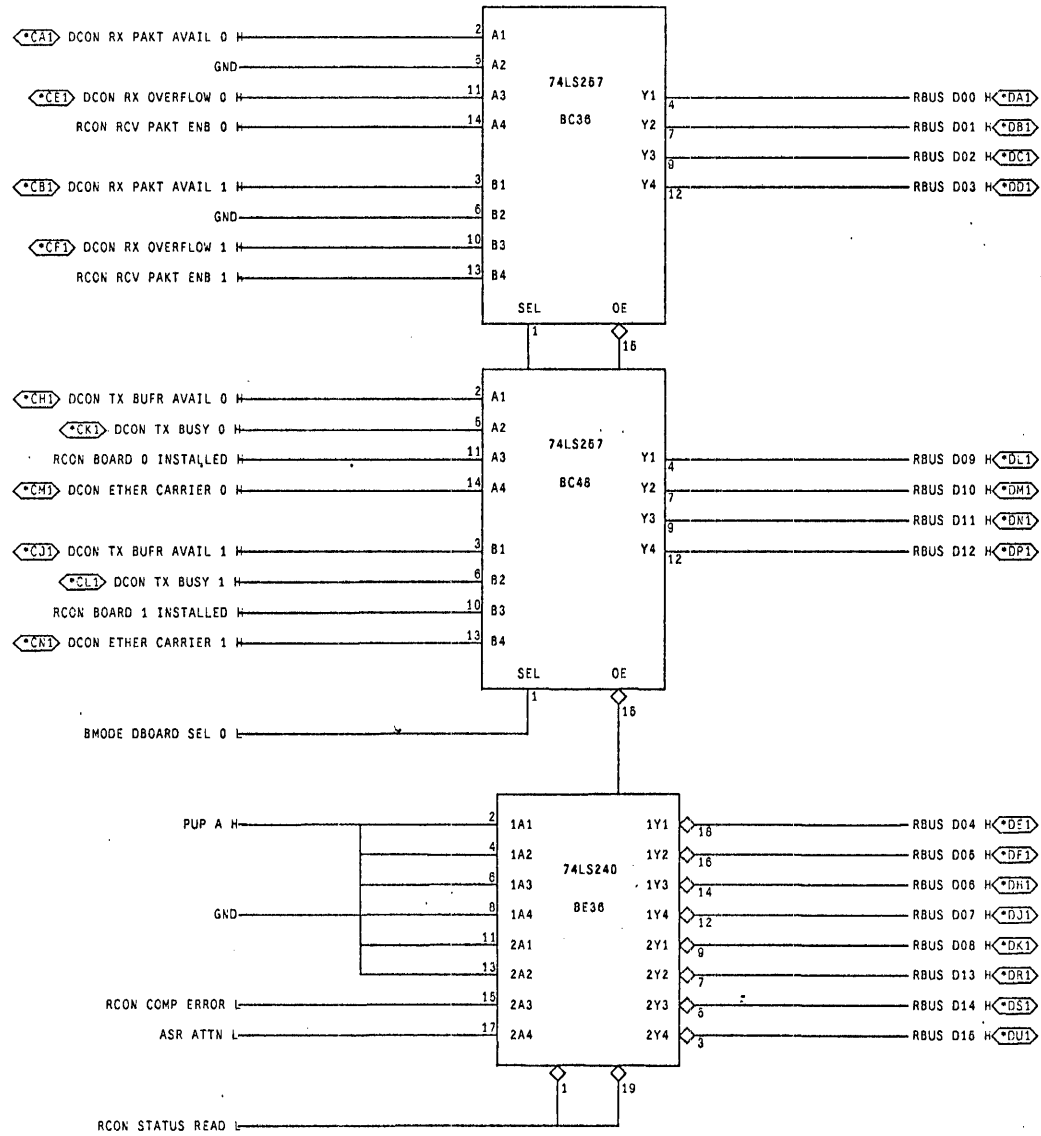 *CA1 DCON RX PAKT AVAIL 0 H 2 A1
GND 5 A2
74LS257
*CE1 DCON RX OVERFLOW 0 H 11 A3 Y1 4 RBUS D00 H *DA1
RCON RCV PAKT ENB 0 H 14 A4 BC36 Y2 7 RBUS D01 H *DB1
Y3 9 RBUS D02 H *DC1
*CB1 DCON RX PAKT AVAIL 1 H 3 B1 Y4 12 RBUS D03 H *DD1
GND 6 B2
*CF1 DCON RX OVERFLOW 1 H 10 B3
RCON RCV PAKT ENB 1 H 13 B4
SEL OE
1 15
*CH1 DCON TX BUFR AVAIL 0 H 2 A1
*CK1 DCON TX BUSY 0 H 5 A2
74LS257
RCON BOARD 0 INSTALLED H 11 A3 Y1 4 RBUS D09 H *DL1
*CM1 DCON ETHER CARRIER 0 H 14 A4 BC48 Y2 7 RBUS D10 H *DM1
Y3 9 RBUS D11 H *DN1
*CJ1 DCON TX BUFR AVAIL 1 H 3 B1 Y4 12 RBUS D12 H *DP1
*CL1 DCON TX BUSY 1 H 6 B2
RCON BOARD 1 INSTALLED H 10 B3
*CN1 DCON ETHER CARRIER 1 H 13 B4
SEL OE
1 15
BMODE DBOARD SEL 0 L
PUP A H 2 1A1 1Y1 18 RBUS D04 H *DE1
4 1A2 1Y2 16 RBUS D05 H *DF1
74LS240
6 1A3 1Y3 14 RBUS D06 H *DH1
GND 8 1A4 BE36 1Y4 12 RBUS D07 H *DJ1
11 2A1 2Y1 9 RBUS D08 H *DK1
13 2A2 2Y2 7 RBUS D13 H *DR1
RCON COMP ERROR L 15 2A3 2Y3 5 RBUS D14 H *DS1
ASR ATTN L 17 2A4 2Y4 3 RBUS D15 H *DU1
1 19
RCON STATUS READ L